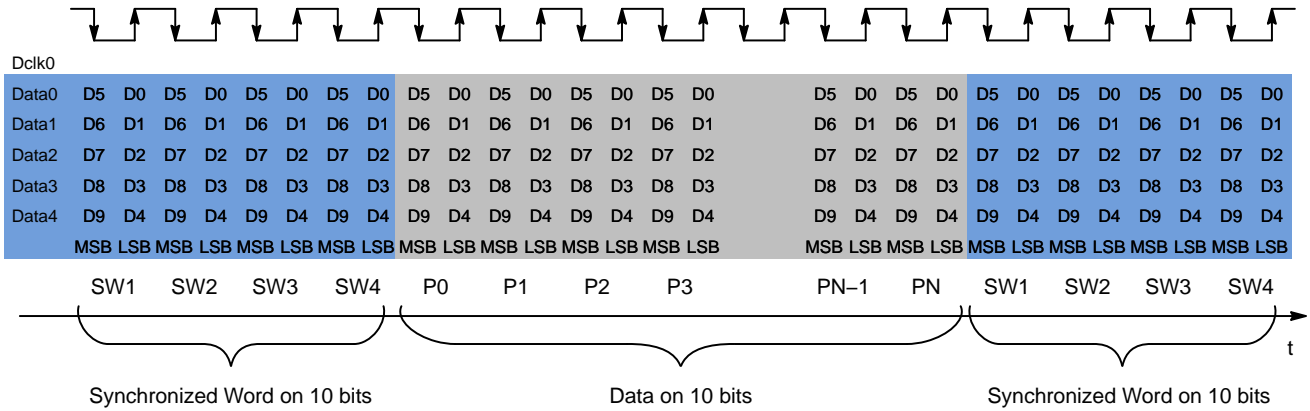 Dclk0
Data0 D5 D0 D5 D0 D5 D0 D5 D0 D5 D0 D5 D0 D5 D0 D5 D0 D5 D0 D5 D0 D5 D0 D5 D0 D5 D0 D5 D0
Data1 D6 D1 D6 D1 D6 D1 D6 D1 D6 D1 D6 D1 D6 D1 D6 D1 D6 D1 D6 D1 D6 D1 D6 D1 D6 D1 D6 D1
Data2 D7 D2 D7 D2 D7 D2 D7 D2 D7 D2 D7 D2 D7 D2 D7 D2 D7 D2 D7 D2 D7 D2 D7 D2 D7 D2 D7 D2
Data3 D8 D3 D8 D3 D8 D3 D8 D3 D8 D3 D8 D3 D8 D3 D8 D3 D8 D3 D8 D3 D8 D3 D8 D3 D8 D3 D8 D3
Data4 D9 D4 D9 D4 D9 D4 D9 D4 D9 D4 D9 D4 D9 D4 D9 D4 D9 D4 D9 D4 D9 D4 D9 D4 D9 D4 D9 D4
MSB LSB MSB LSB MSB LSB MSB LSB MSB LSB MSB LSB MSB LSB MSB LSB MSB LSB MSB LSB MSB LSB MSB LSB MSB LSB MSB LSB
SW1 SW2 SW3 SW4 P0 P1 P2 P3 PN–1 PN SW1 SW2 SW3 SW4
t
Synchronized Word on 10 bits Data on 10 bits Synchronized Word on 10 bits